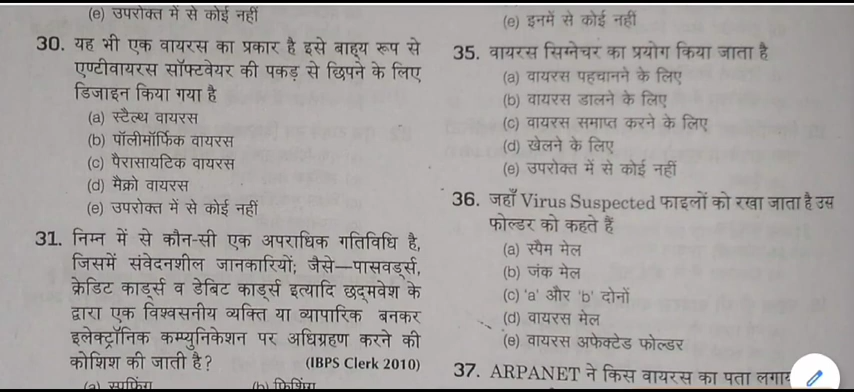 (e) उपरोक्त में से कोई नहीं
30. यह भी एक वायरस का प्रकार है इसे बाह्य रूप से
एण्टीवायरस सॉफ्टवेयर की पकड़ से छिपने के लिए
डिजाइन किया गया है
(a) स्टैल्थ वायरस
(b) पॉलीमॉर्फिक वायरस
(c) पैरासायटिक वायरस
(d) मैक्रो वायरस
(e) उपरोक्त में से कोई नहीं
31. निम्न में से कौन-सी एक अपराधिक गतिविधि है,
जिसमें संवेदनशील जानकारियों; जैसे—पासवर्ड्स,
क्रेडिट कार्ड्स व डेबिट कार्ड्स इत्यादि छद्मवेश के
द्वारा एक विश्वसनीय व्यक्ति या व्यापारिक बनकर
इलेक्ट्रॉनिक कम्युनिकेशन पर अधिग्रहण करने की
कोशिश की जाती है? (IBPS Clerk 2010)
(a) स्पूफिंग (b) फिशिंग
(e) इनमें से कोई नहीं
35. वायरस सिग्नेचर का प्रयोग किया जाता है
(a) वायरस पहचानने के लिए
(b) वायरस डालने के लिए
(c) वायरस समाप्त करने के लिए
(d) खेलने के लिए
(e) उपरोक्त में से कोई नहीं
36. जहाँ Virus Suspected फाइलों को रखा जाता है उस
फोल्डर को कहते हैं
(a) स्पैम मेल
(b) जंक मेल
(c) 'a' और 'b' दोनों
(d) वायरस मेल
(e) वायरस अफेक्टेड फोल्डर
37. ARPANET ने किस वायरस का पता